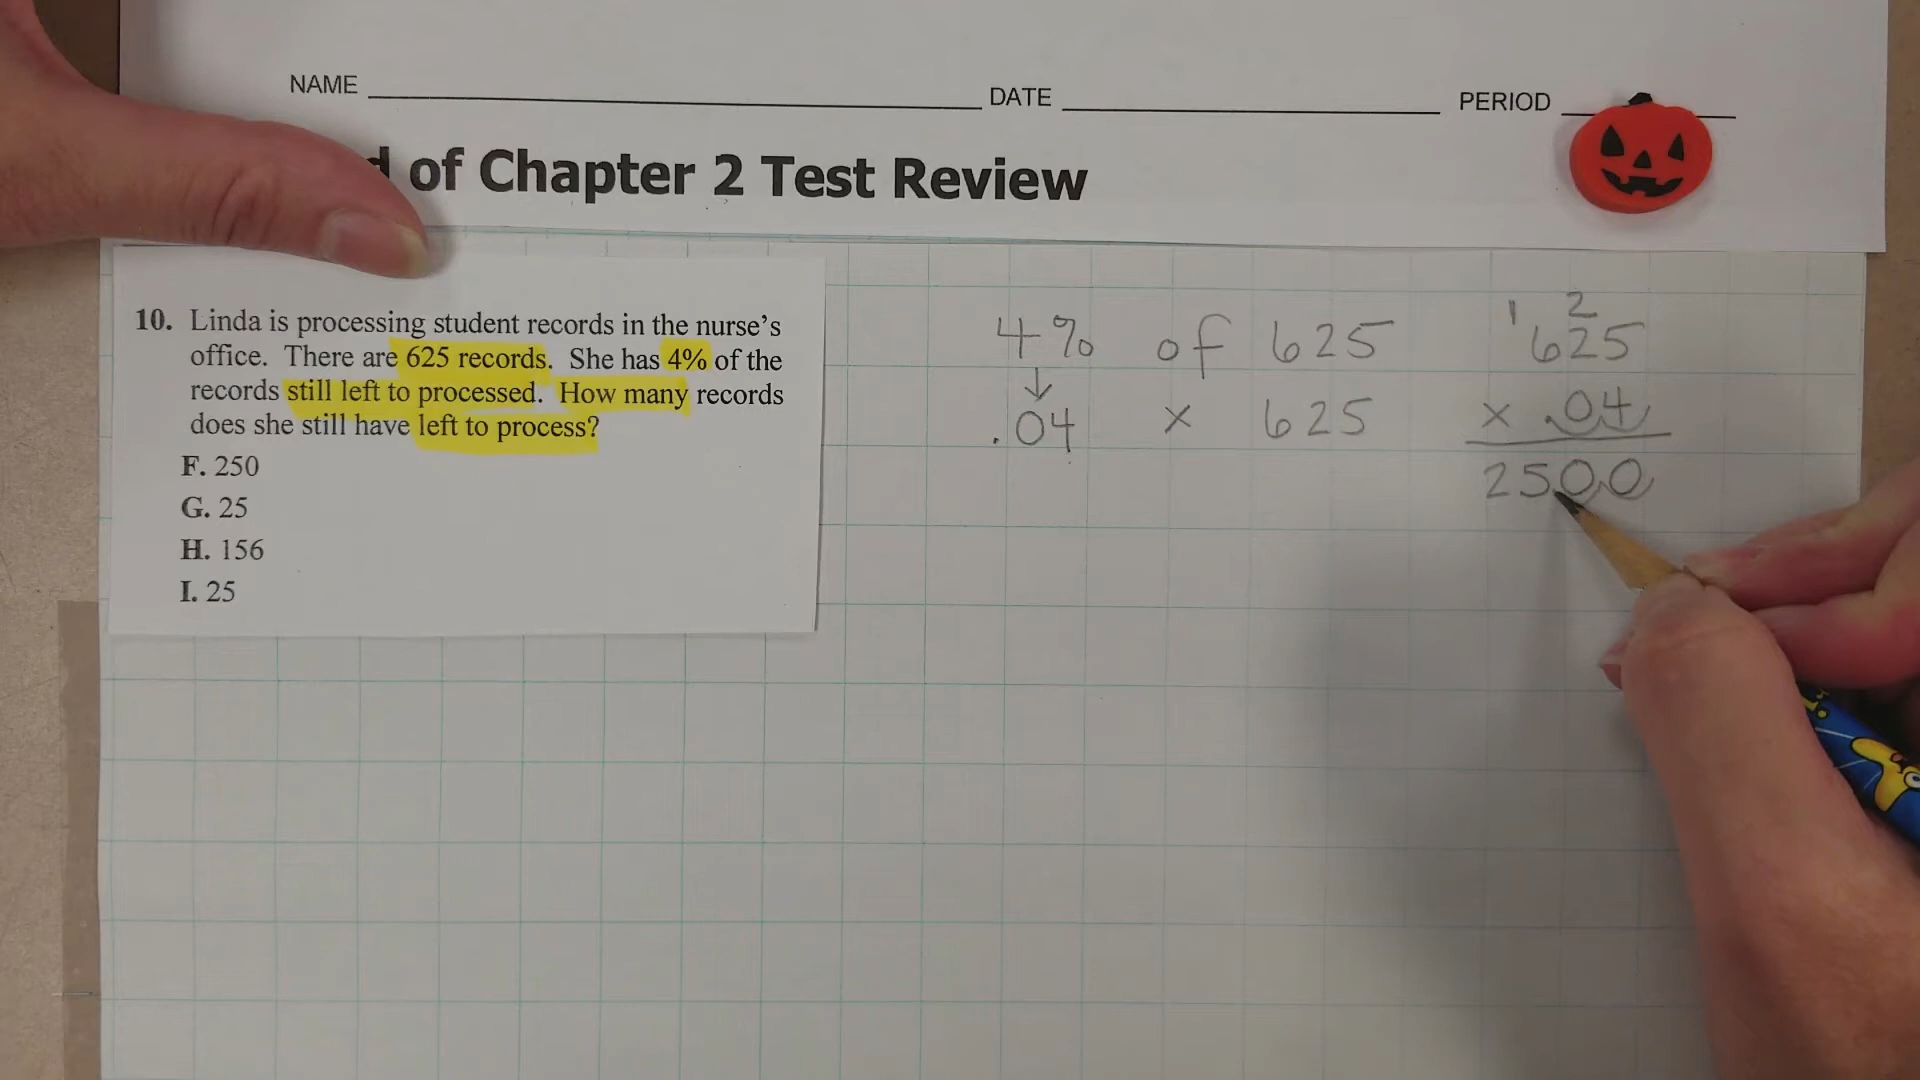 NAME DATE PERIOD
of Chapter 2 Test Review
10. Linda is processing student records in the nurse’s
office. There are 625 records. She has 4% of the
records still left to processed. How many records
does she still have left to process?
F. 250
G. 25
H. 156
I. 25
4% of 625
↓
.04 × 625
1 2
625
× .04
25.00